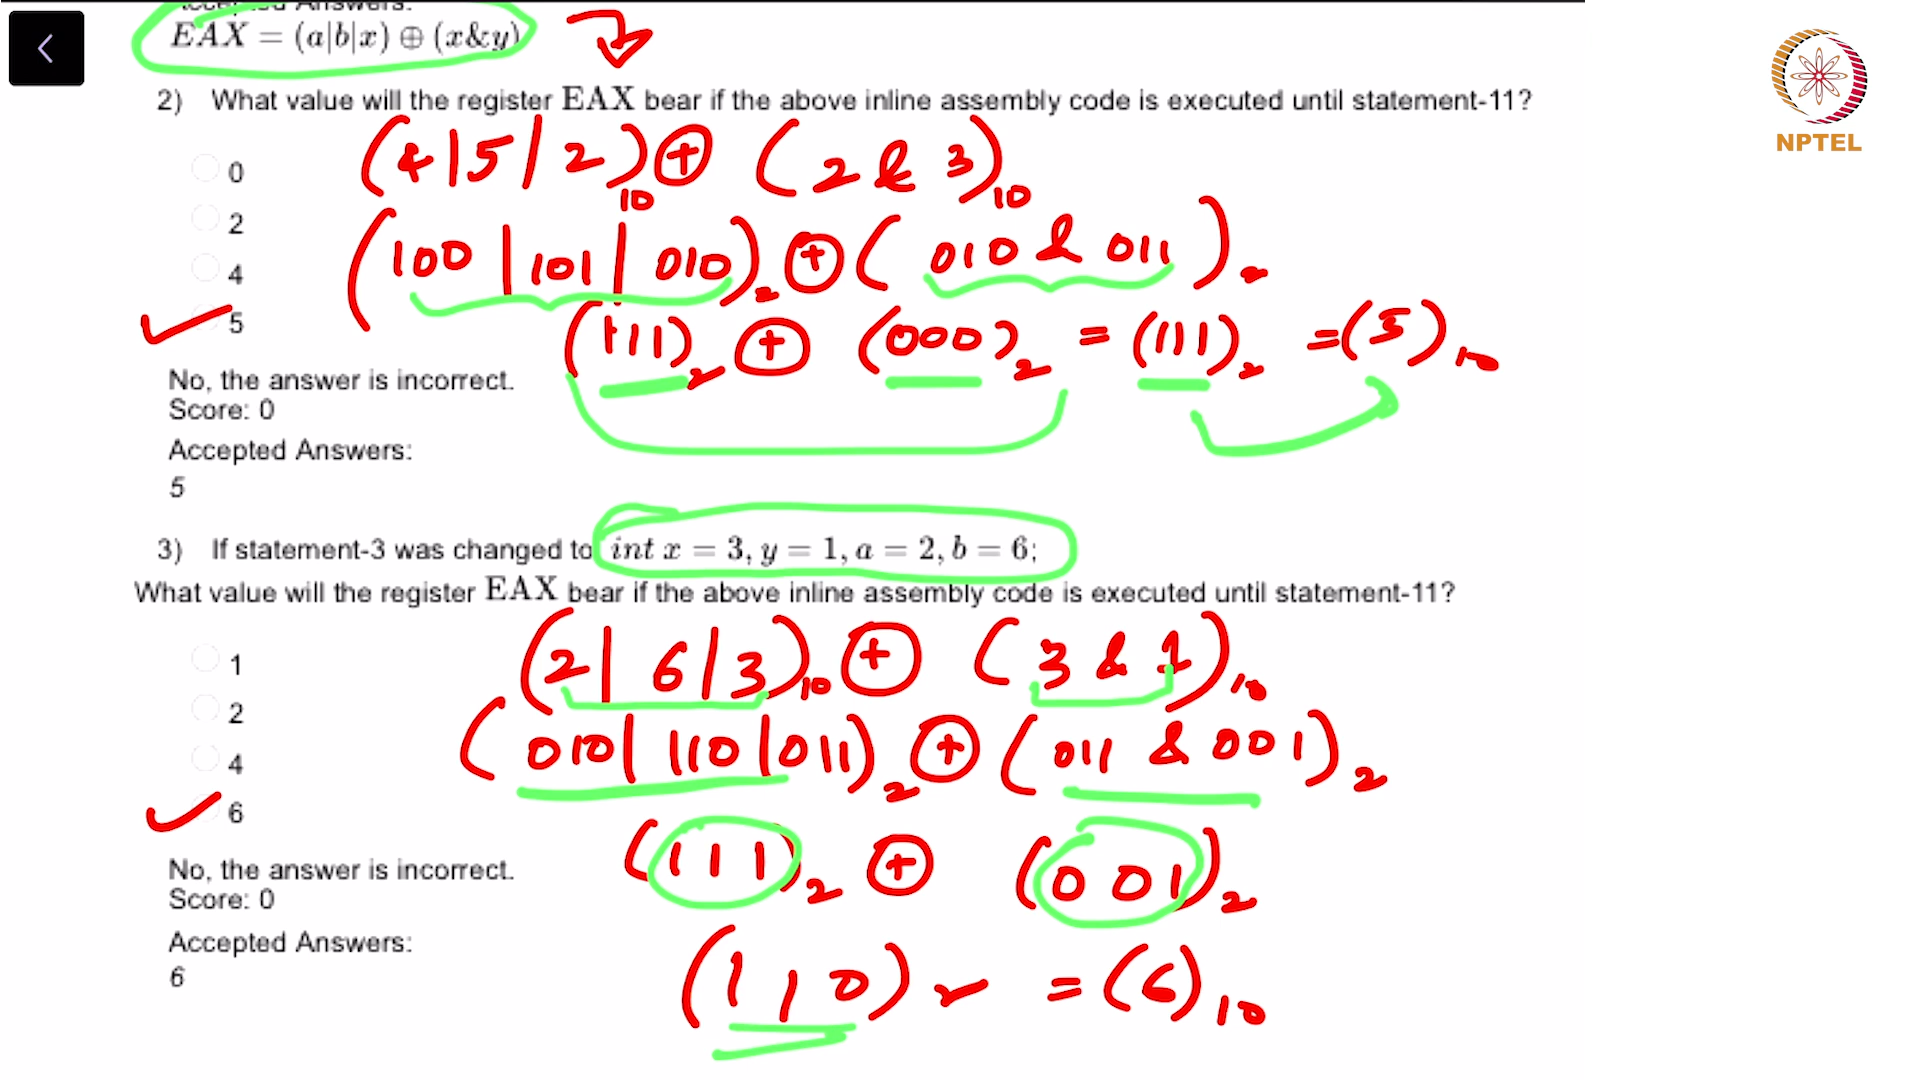 Accepted Answers:
EAX = (a|b|x) ⊕ (x&y)
NPTEL
2) What value will the register EAX bear if the above inline assembly code is executed until statement-11?
(4|5|2)10 ⊕ (2 & 3)10
0
2
(100 | 101 | 010)2 ⊕ (010 & 011)2
4
5
(111)2 ⊕ (000)2 = (111)2 = (5)10
No, the answer is incorrect.
Score: 0
Accepted Answers:
5
3) If statement-3 was changed to int x = 3, y = 1, a = 2, b = 6;
What value will the register EAX bear if the above inline assembly code is executed until statement-11?
(2| 6|3)10 ⊕ (3 & 1)10
1
2
(010| 110|011)2 ⊕ (011 & 001)2
4
6
(111)2 ⊕ (001)2
No, the answer is incorrect.
Score: 0
Accepted Answers:
6
(110)2 = (6)10